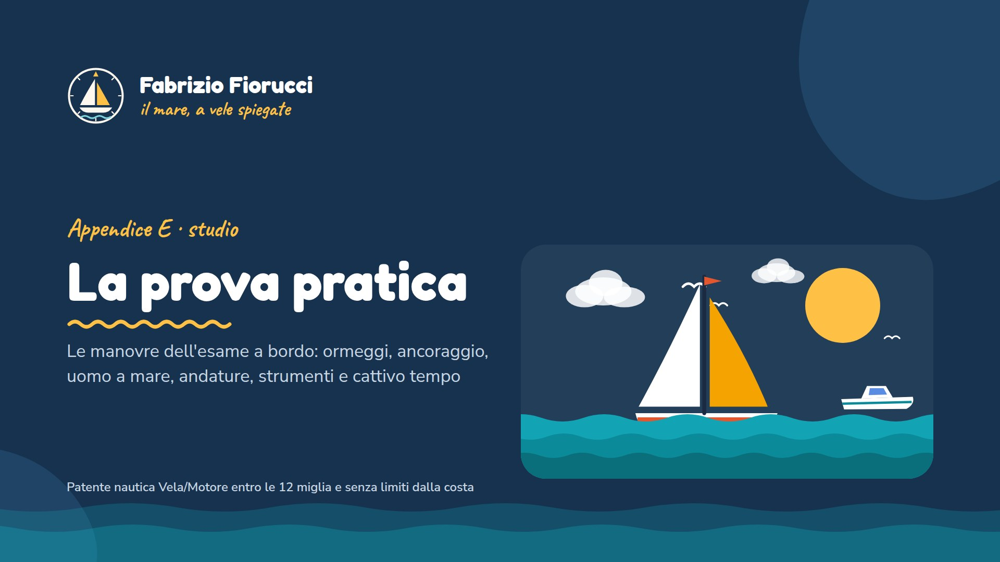 Fabrizio Fiorucci
il mare, a vele spiegate
Appendice E · studio
La prova pratica
Le manovre dell'esame a bordo: ormeggi, ancoraggio,
uomo a mare, andature, strumenti e cattivo tempo
Patente nautica Vela/Motore entro le 12 miglia e senza limiti dalla costa